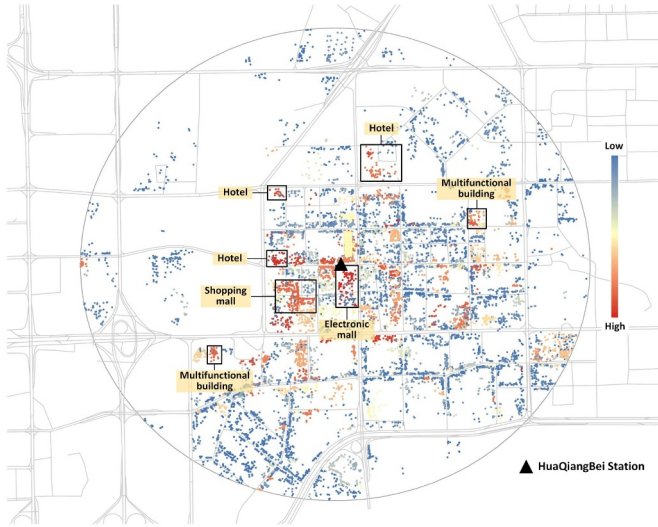 Hotel
Low
Multifunctional
building
Hotel
Hotel
Shopping
mall
Electronic
mall
High
Multifunctional
building
HuaQiangBei Station